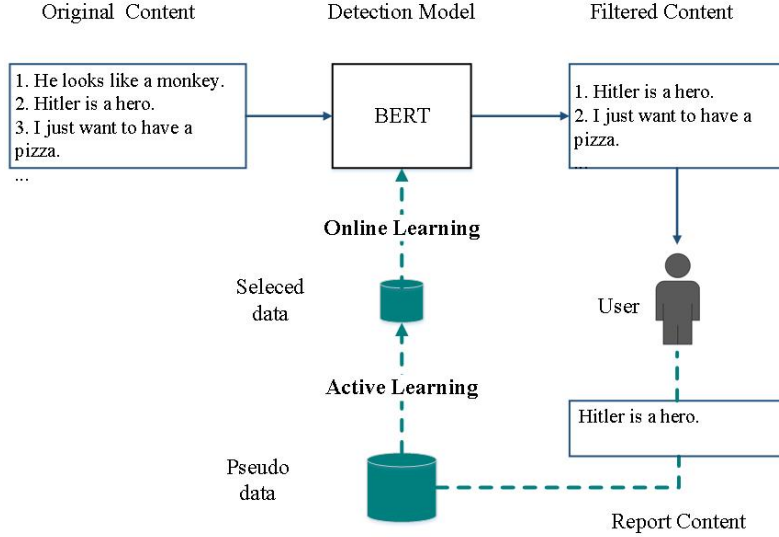 Original Content
Detection Model
Filtered Content
1. He looks like a monkey.
2. Hitler is a hero.
3. I just want to have a
pizza.
...
BERT
1. Hitler is a hero.
2. I just want to have a
pizza.
...
Online Learning
Seleced
data
User
Active Learning
Hitler is a hero.
Pseudo
data
Report Content